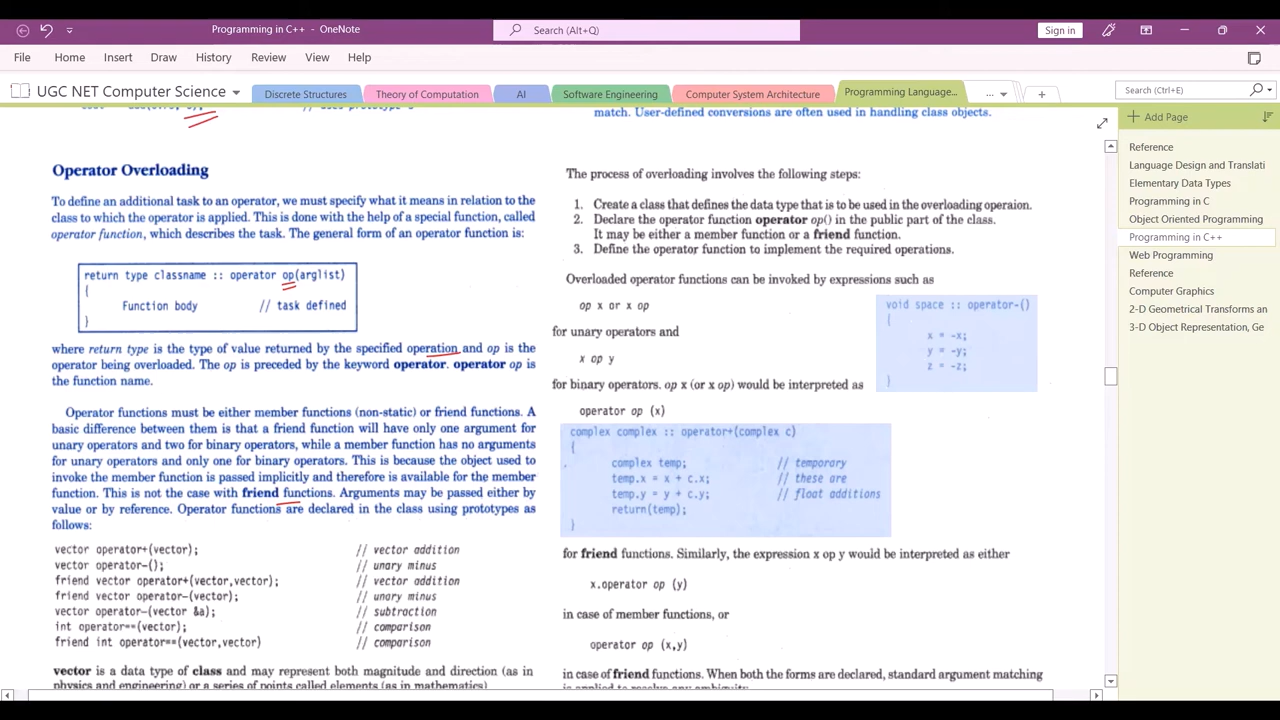 Programming in C++ - OneNote
Search (Alt+Q)
Sign in
File Home Insert Draw History Review View Help
UGC NET Computer Science
Discrete Structures
Theory of Computation
AI
Software Engineering
Computer System Architecture
Programming Language...
...
Search (Ctrl+E)
match. User-defined conversions are often used in handling class objects.
Operator Overloading
To define an additional task to an operator, we must specify what it means in relation to the
class to which the operator is applied. This is done with the help of a special function, called
operator function, which describes the task. The general form of an operator function is:
return type classname :: operator op(arglist)
{
Function body // task defined
}
where return type is the type of value returned by the specified operation and op is the
operator being overloaded. The op is preceded by the keyword operator. operator op is
the function name.
Operator functions must be either member functions (non-static) or friend functions. A
basic difference between them is that a friend function will have only one argument for
unary operators and two for binary operators, while a member function has no arguments
for unary operators and only one for binary operators. This is because the object used to
invoke the member function is passed implicitly and therefore is available for the member
function. This is not the case with friend functions. Arguments may be passed either by
value or by reference. Operator functions are declared in the class using prototypes as
follows:
vector operator+(vector); // vector addition
vector operator-(); // unary minus
friend vector operator+(vector,vector); // vector addition
friend vector operator-(vector); // unary minus
vector operator-(vector &a); // subtraction
int operator==(vector); // comparison
friend int operator==(vector,vector) // comparison
vector is a data type of class and may represent both magnitude and direction (as in
physics and engineering) or a series of points called elements (as in mathematics)
The process of overloading involves the following steps:
1. Create a class that defines the data type that is to be used in the overloading operaion.
2. Declare the operator function operator op() in the public part of the class.
It may be either a member function or a friend function.
3. Define the operator function to implement the required operations.
Overloaded operator functions can be invoked by expressions such as
op x or x op
for unary operators and
x op y
for binary operators. op x (or x op) would be interpreted as
operator op (x)
void space :: operator-()
{
x = -x;
y = -y;
z = -z;
}
complex complex :: operator+(complex c)
{
complex temp; // temporary
temp.x = x + c.x; // these are
temp.y = y + c.y; // float additions
return(temp);
}
for friend functions. Similarly, the expression x op y would be interpreted as either
x.operator op (y)
in case of member functions, or
operator op (x,y)
in case of friend functions. When both the forms are declared, standard argument matching
is applied to resolve any ambiguity.
Add Page
Reference
Language Design and Translati
Elementary Data Types
Programming in C
Object Oriented Programming
Programming in C++
Web Programming
Reference
Computer Graphics
2-D Geometrical Transforms an
3-D Object Representation, Ge